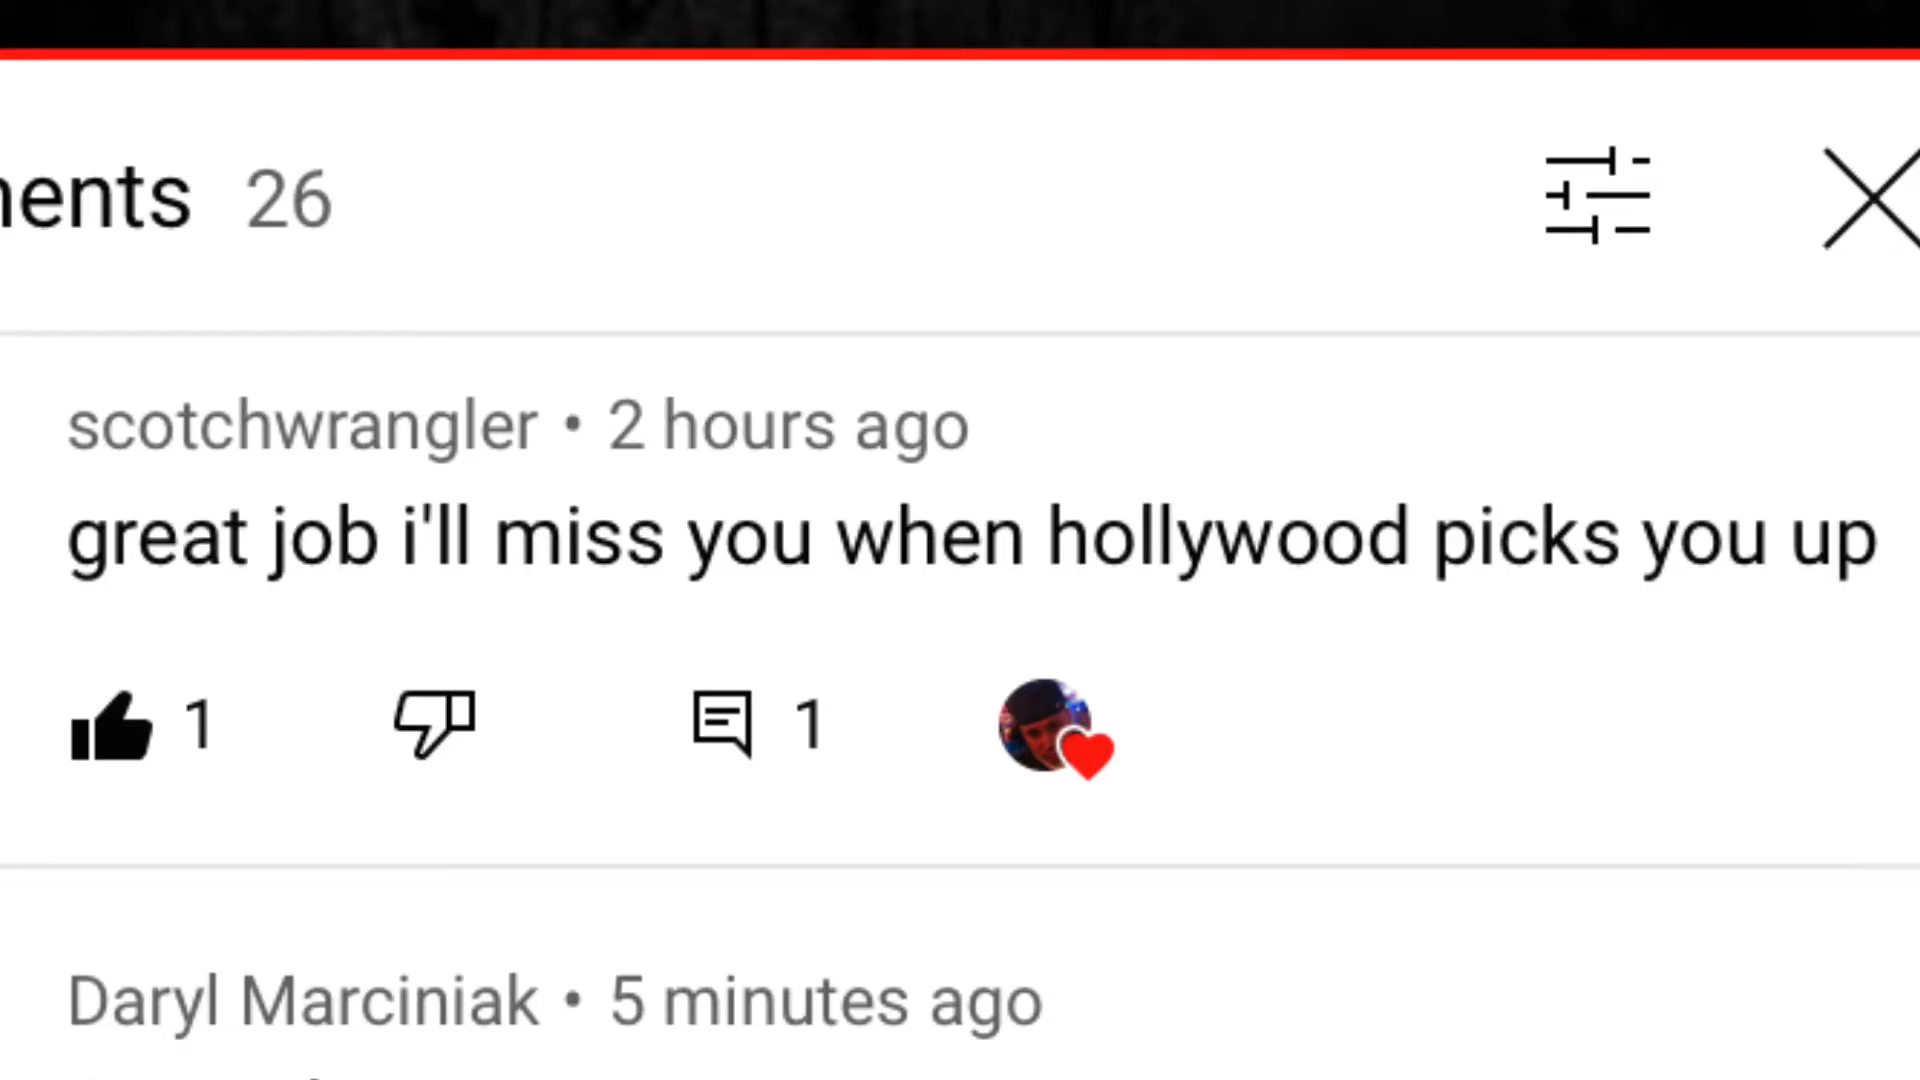 ments 26
scotchwrangler • 2 hours ago
great job i'll miss you when hollywood picks you up
1 1
Daryl Marciniak • 5 minutes ago